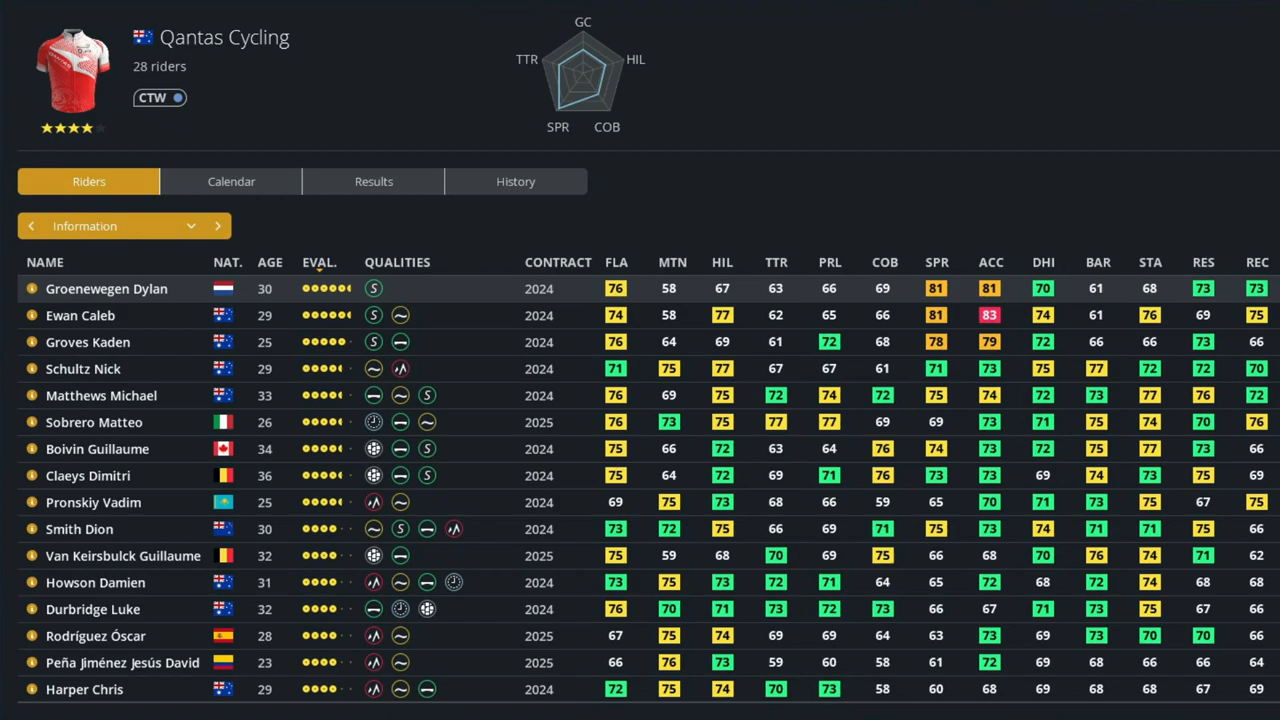 GC
Qantas Cycling
TTR HIL
28 riders
CTW
SPR COB
Riders Calendar Results History
Information
NAME NAT. AGE EVAL. QUALITIES CONTRACT FLA MTN HIL TTR PRL COB SPR ACC DHI BAR STA RES REC
Groenewegen Dylan 30 S 2024 76 58 67 63 66 69 81 81 70 61 68 73 73
Ewan Caleb 29 S 2024 74 58 77 62 65 66 81 83 74 61 76 69 75
Groves Kaden 25 S 2024 76 64 69 61 72 68 78 79 72 66 66 73 66
Schultz Nick 29 2024 71 75 77 67 67 61 71 73 75 77 72 72 70
Matthews Michael 33 S 2024 76 69 75 72 74 72 75 74 72 73 77 76 72
Sobrero Matteo 26 2025 76 73 75 77 77 69 69 73 71 75 74 70 76
Boivin Guillaume 34 S 2024 75 66 72 63 64 76 74 73 72 75 77 73 66
Claeys Dimitri 36 S 2024 75 64 72 69 71 76 73 73 69 74 73 75 69
Pronskiy Vadim 25 2024 69 75 73 68 66 59 65 70 71 73 75 67 75
Smith Dion 30 S 2024 73 72 75 66 69 71 75 73 74 71 71 75 66
Van Keirsbulck Guillaume 32 2025 75 59 68 70 69 75 66 68 70 76 74 71 62
Howson Damien 31 2024 73 75 73 72 71 64 65 72 68 72 74 68 68
Durbridge Luke 32 2024 76 70 71 73 72 73 66 67 71 73 75 67 66
Rodríguez Óscar 28 2025 67 75 74 69 69 64 63 73 69 73 70 70 66
Peña Jiménez Jesús David 23 2025 66 76 73 59 60 58 61 72 69 68 66 66 64
Harper Chris 29 2024 72 75 74 70 73 58 60 68 69 68 68 67 69